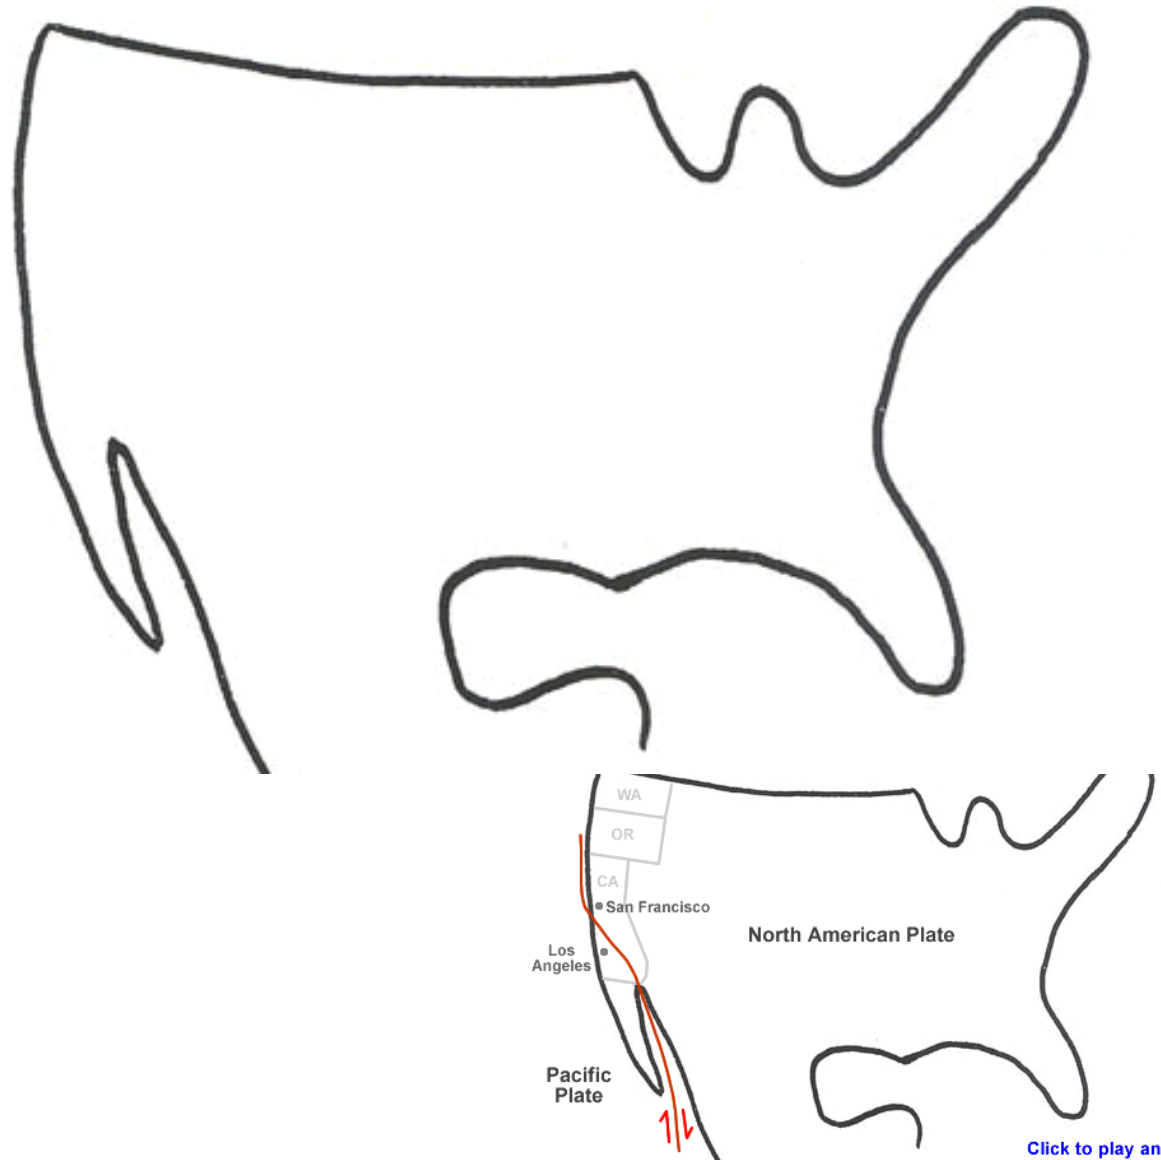 WA
OR
CA
San Francisco
Los
Angeles
North American Plate
Pacific
Plate
Click to play an